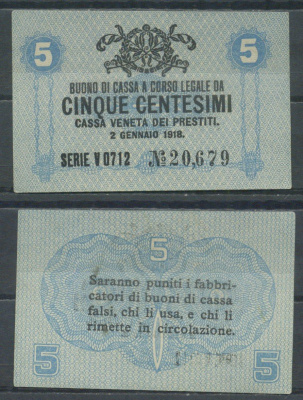 5 5
BUONO DI CASSA A CORSO LEGALE DA
CINQUE CENTESIMI
CASSA VENETA DEI PRESTITI.
2 GENNAIO 1918.
SERIE V 0712 No 20,679
5
Saranno puniti i fabbri-
catori di buoni di cassa
falsi, chi li usa, e chi li
rimette in circolazione.
5 5